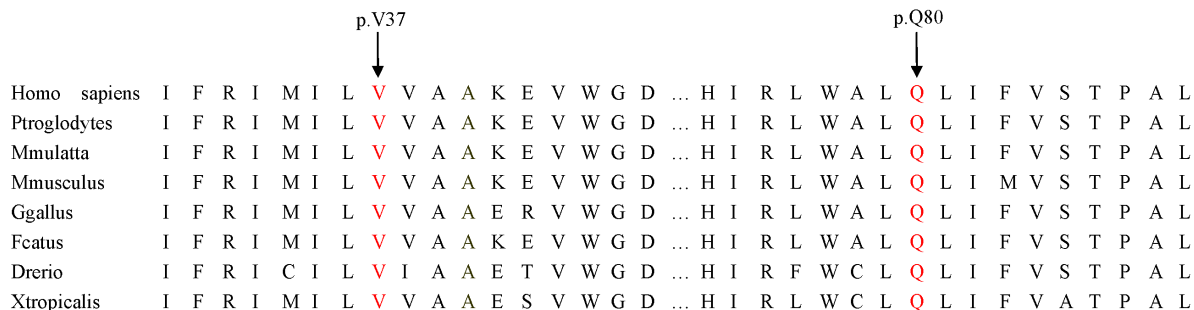 p.V37 p.Q80
Homo sapiens I F R I M I L V V A A K E V W G D ... H I R L W A L Q L I F V S T P A L
Ptroglodytes I F R I M I L V V A A K E V W G D ... H I R L W A L Q L I F V S T P A L
Mmulatta I F R I M I L V V A A K E V W G D ... H I R L W A L Q L I F V S T P A L
Mmusculus I F R I M I L V V A A K E V W G D ... H I R L W A L Q L I M V S T P A L
Ggallus I F R I M I L V V A A E R V W G D ... H I R L W A L Q L I F V S T P A L
Fcatus I F R I M I L V V A A K E V W G D ... H I R L W A L Q L I F V S T P A L
Drerio I F R I C I L V I A A E T V W G D ... H I R F W C L Q L I F V S T P A L
Xtropicalis I F R I M I L V V A A E S V W G D ... H I R L W C L Q L I F V A T P A L